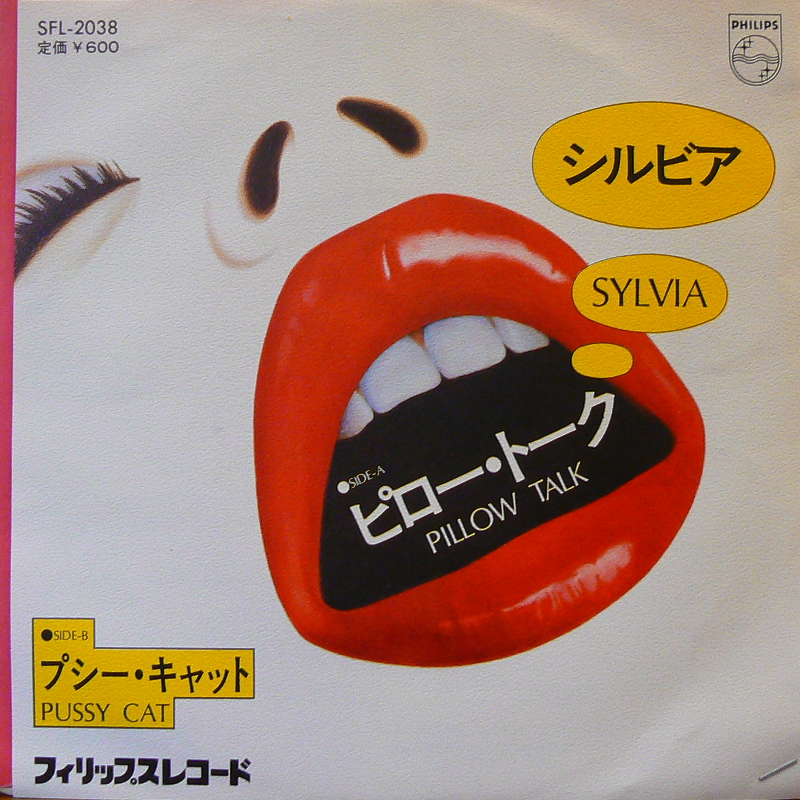 SFL-2038
定価 ¥600
PHILIPS
シルビア
SYLVIA
●SIDE-A
ピロー・トーク
PILLOW TALK
●SIDE-B
プシー・キャット
PUSSY CAT
フィリップスレコード